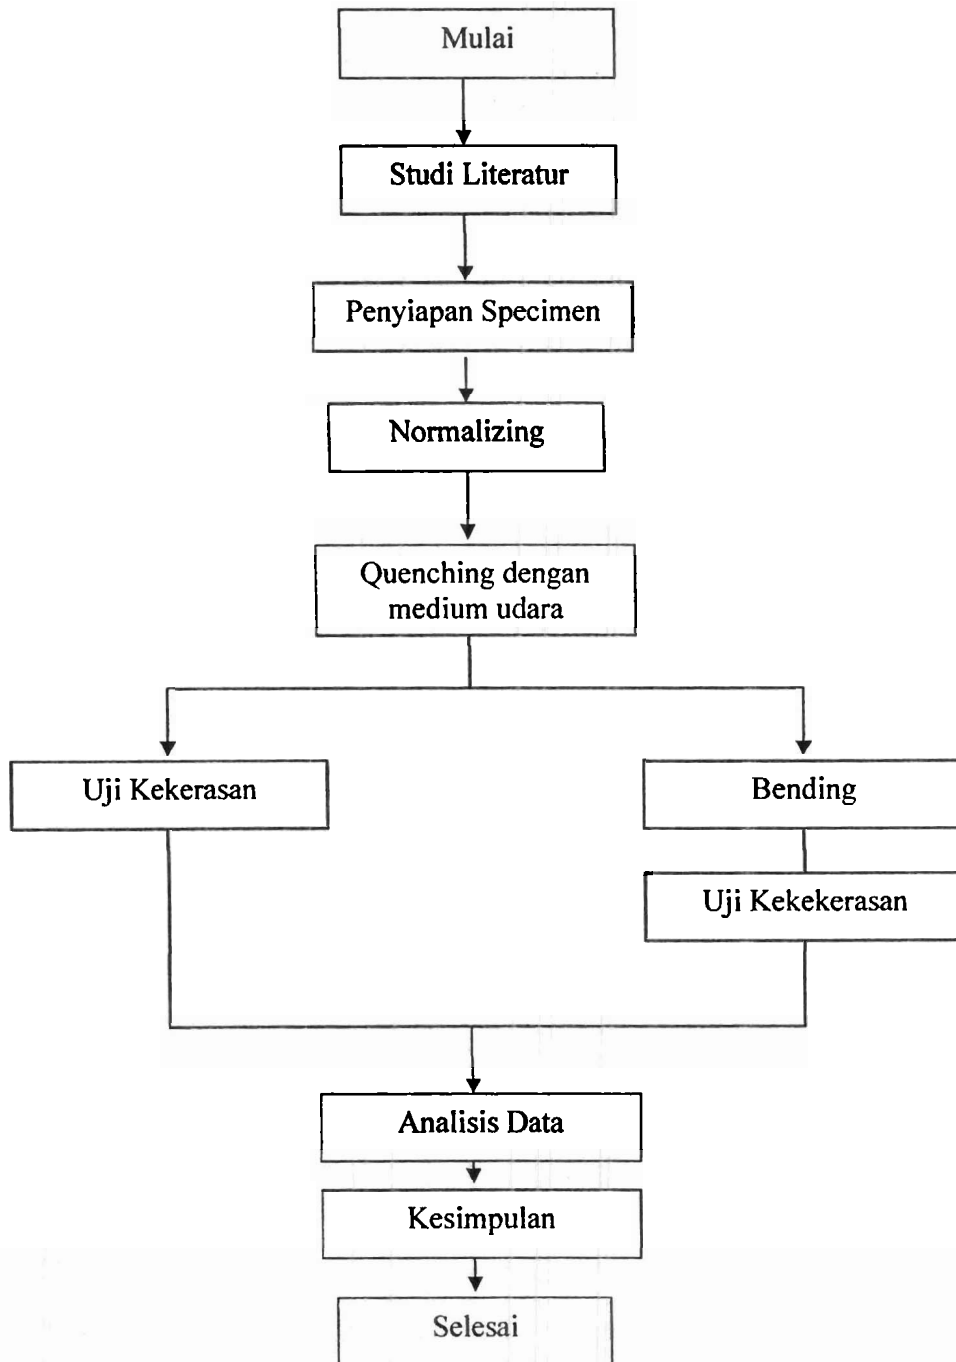 Mulai
Studi Literatur
Penyiapan Specimen
Normalizing
Quenching dengan
medium udara
Uji Kekerasan
Bending
Uji Kekekerasan
Analisis Data
Kesimpulan
Selesai